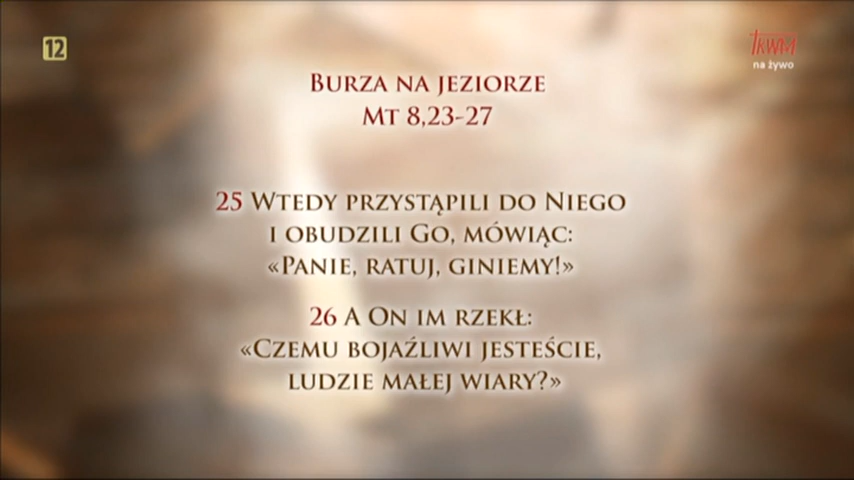 12
TRWAM
na żywo
Burza na jeziorze
Mt 8,23-27
25 Wtedy przystąpili do Niego
i obudzili Go, mówiąc:
«Panie, ratuj, giniemy!»
26 A On im rzekł:
«Czemu bojaźliwi jesteście,
ludzie małej wiary?»